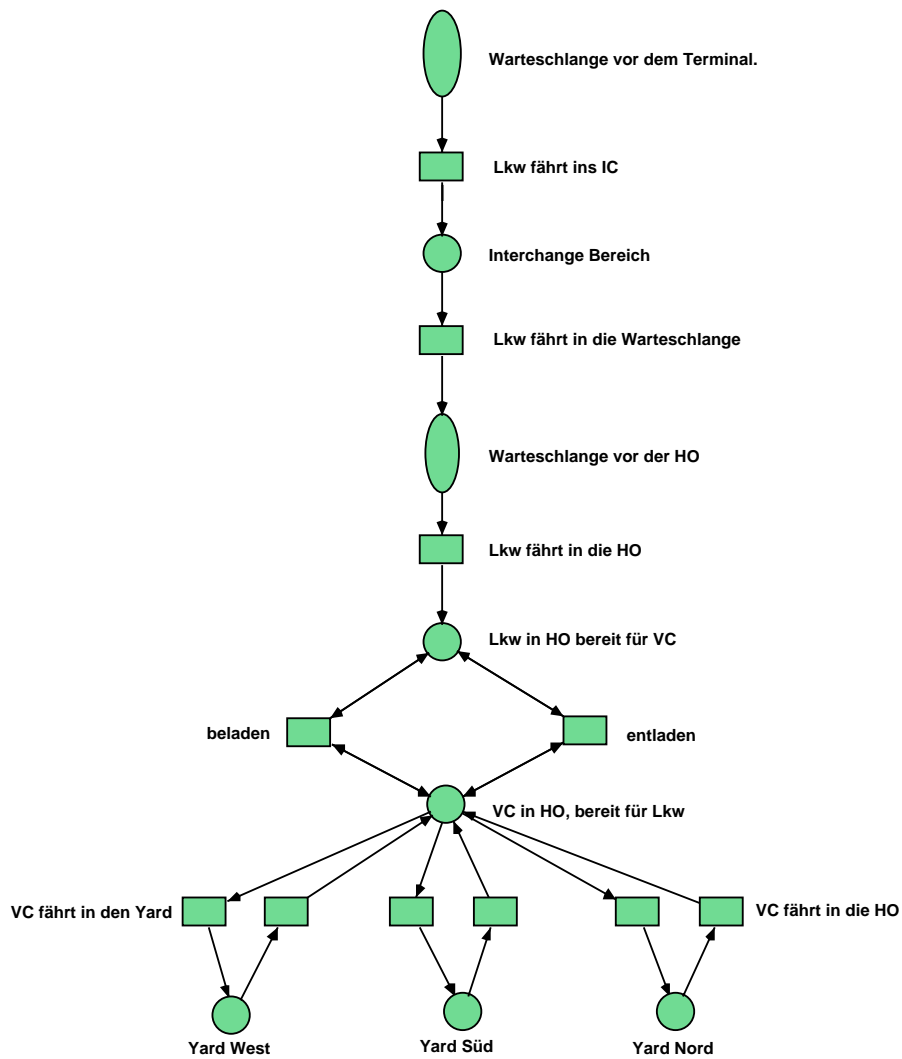 Warteschlange vor dem Terminal.
Lkw fährt ins IC
Interchange Bereich
Lkw fährt in die Warteschlange
Warteschlange vor der HO
Lkw fährt in die HO
Lkw in HO bereit für VC
beladen
entladen
VC in HO, bereit für Lkw
VC fährt in den Yard
VC fährt in die HO
Yard West
Yard Süd
Yard Nord